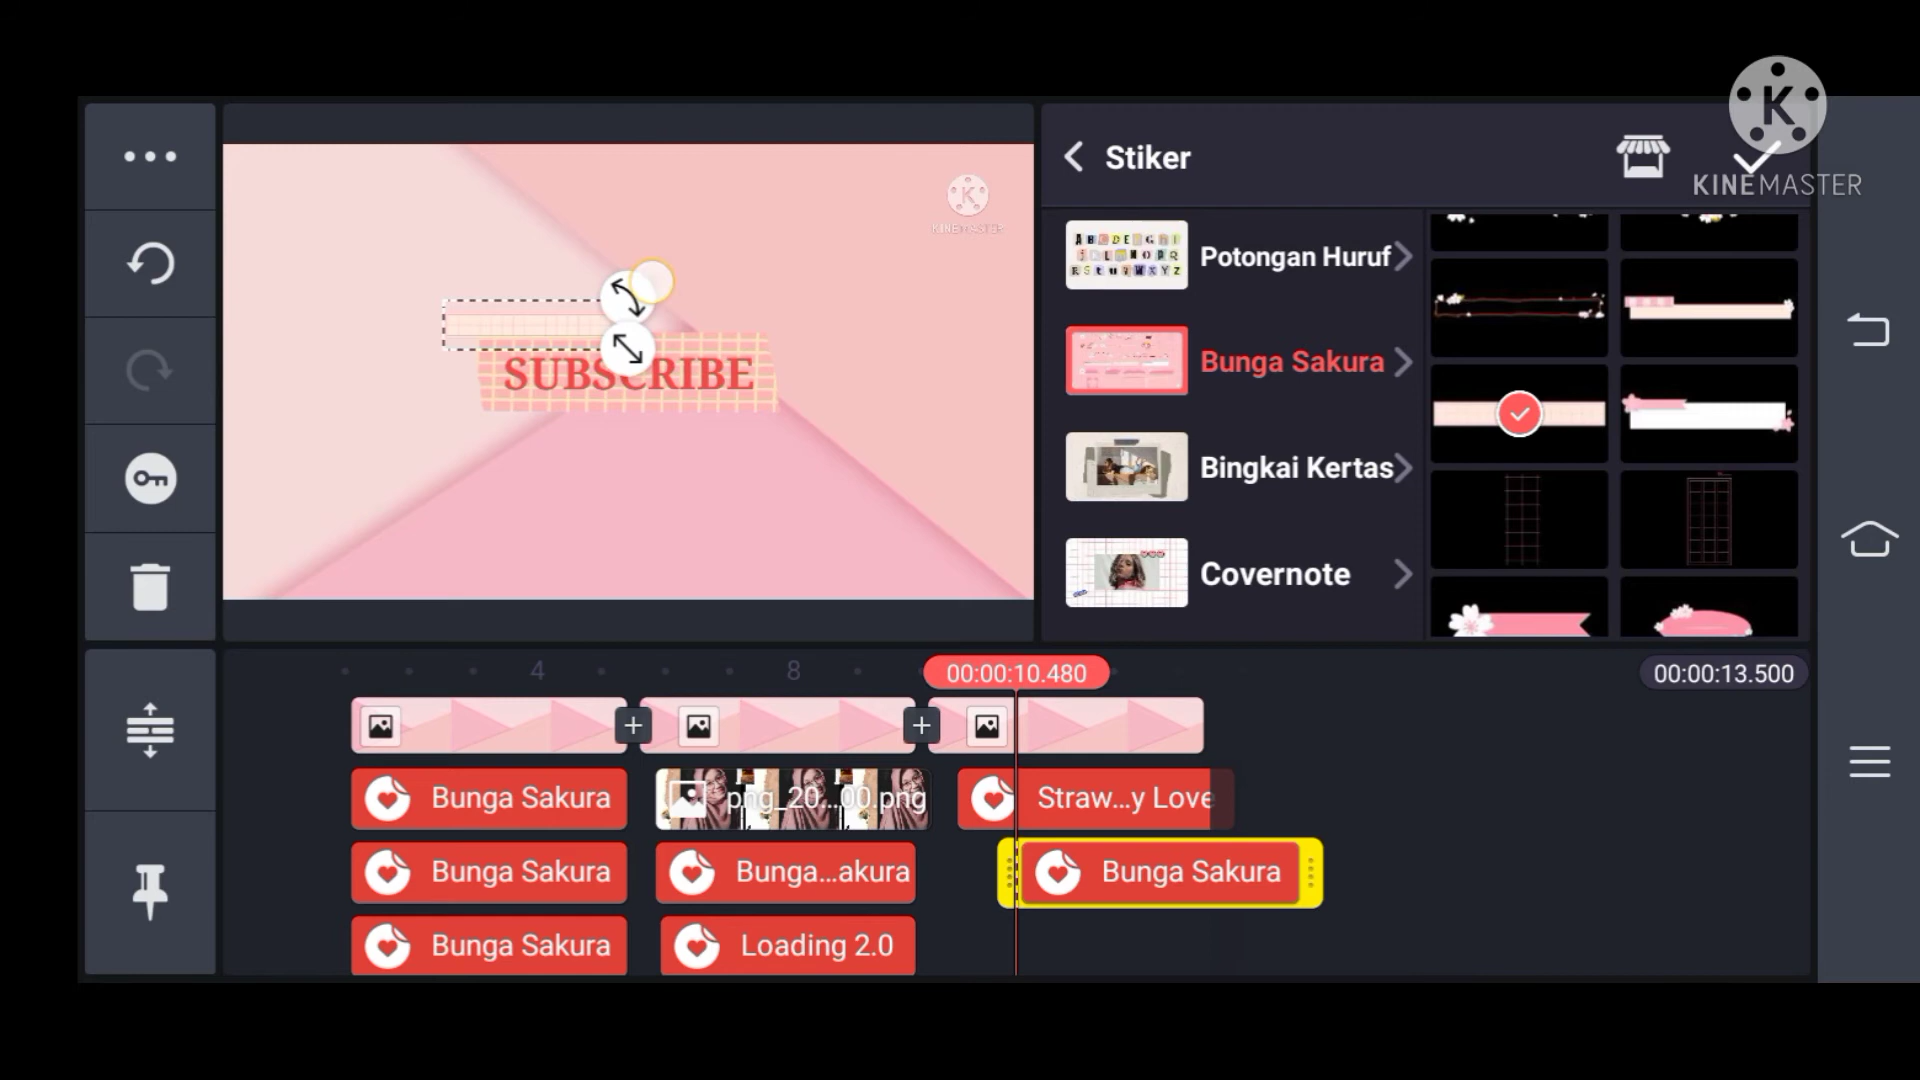 Stiker
KINEMASTER
KINEMASTER
Potongan Huruf
SUBSCRIBE
Bunga Sakura
Bingkai Kertas
Covernote
4
8
00:00:10.480
00:00:13.500
Bunga Sakura
png_20...00.png
Straw...y Love
Bunga Sakura
Bunga...akura
Bunga Sakura
Bunga Sakura
Loading 2.0